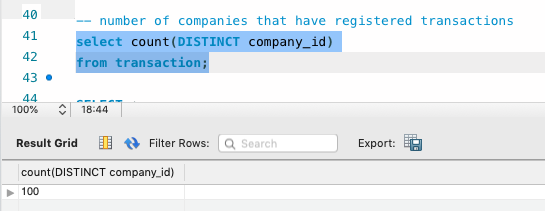 40
-- number of companies that have registered transactions
41 select count(DISTINCT company_id)
42 from transaction;
43
44
100% 18:44
Result Grid Filter Rows: Search Export:
count(DISTINCT company_id)
100